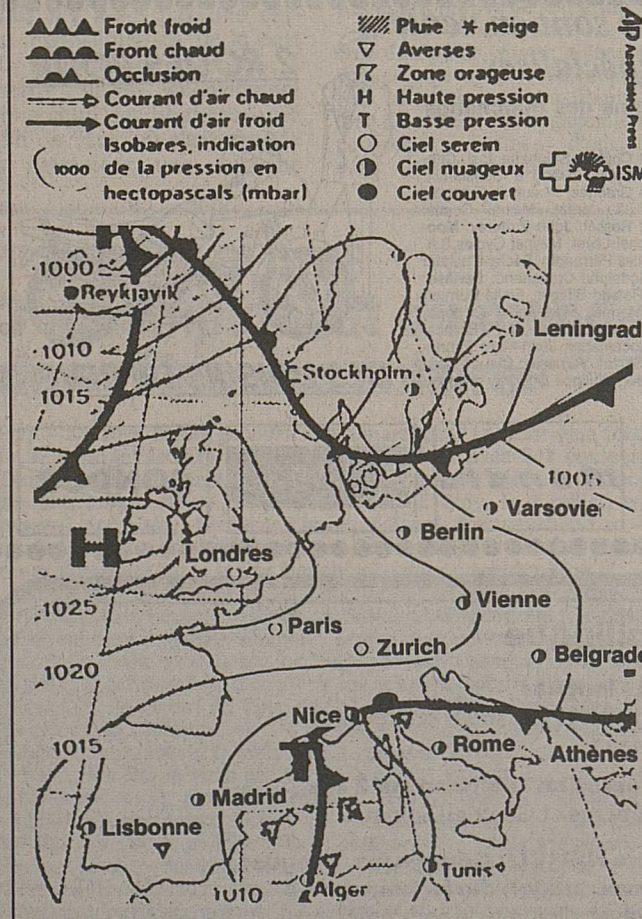 Front froid
Front chaud
Occlusion
Courant d'air chaud
Courant d'air froid
Isobares, indication
1000 de la pression en
hectopascals (mbar)
Pluie * neige
Averses
Zone orageuse
H Haute pression
T Basse pression
Ciel serein
Ciel nuageux
Ciel couvert
Associated Press
ISM
H
1000
Reykjavik
Leningrad
1010
Stockholm
1015
1005
Varsovie
Berlin
H
Londres
1025
Vienne
Paris
Zurich
Belgrade
1020
Nice
1015
Rome
Athènes
T
Madrid
Lisbonne
Tunis
1010
Alger